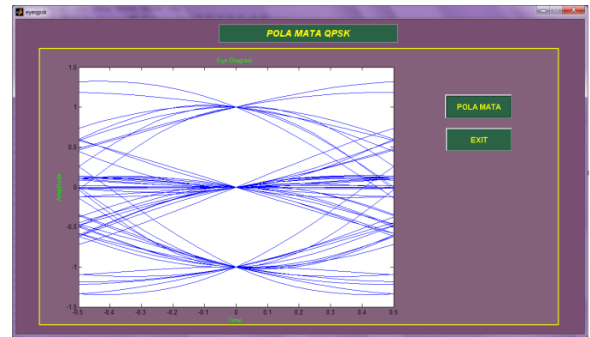 eyeqpsk
POLA MATA QPSK
Eye Diagram
1.5
1
0.5
0
-0.5
-1
-1.5
Amplitude
-0.5 -0.4 -0.3 -0.2 -0.1 0 0.1 0.2 0.3 0.4 0.5
Time
POLA MATA
EXIT